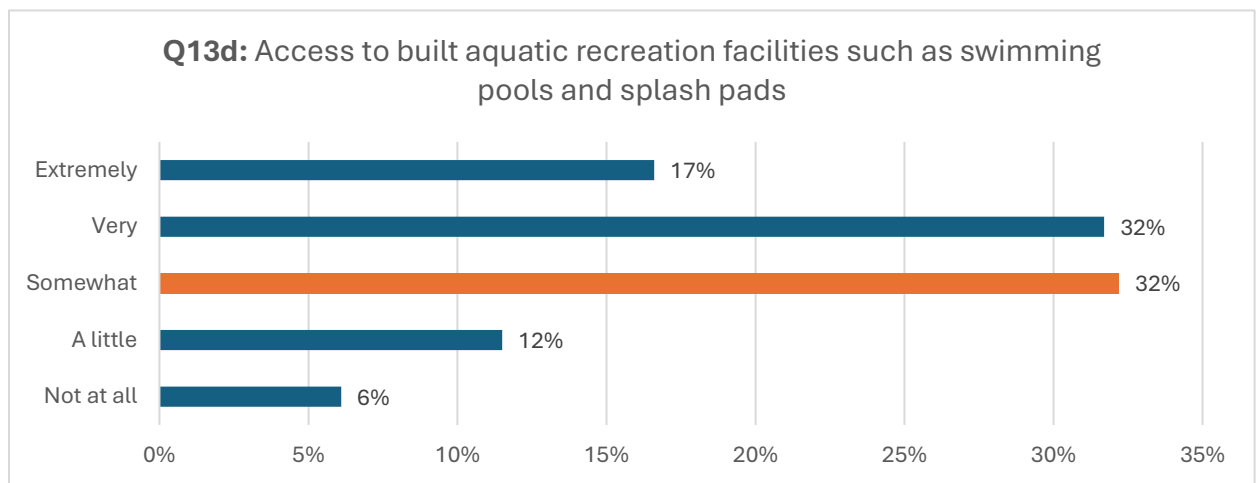 Q13d: Access to built aquatic recreation facilities such as swimming
pools and splash pads
Extremely 17%
Very 32%
Somewhat 32%
A little 12%
Not at all 6%
0% 5% 10% 15% 20% 25% 30% 35%